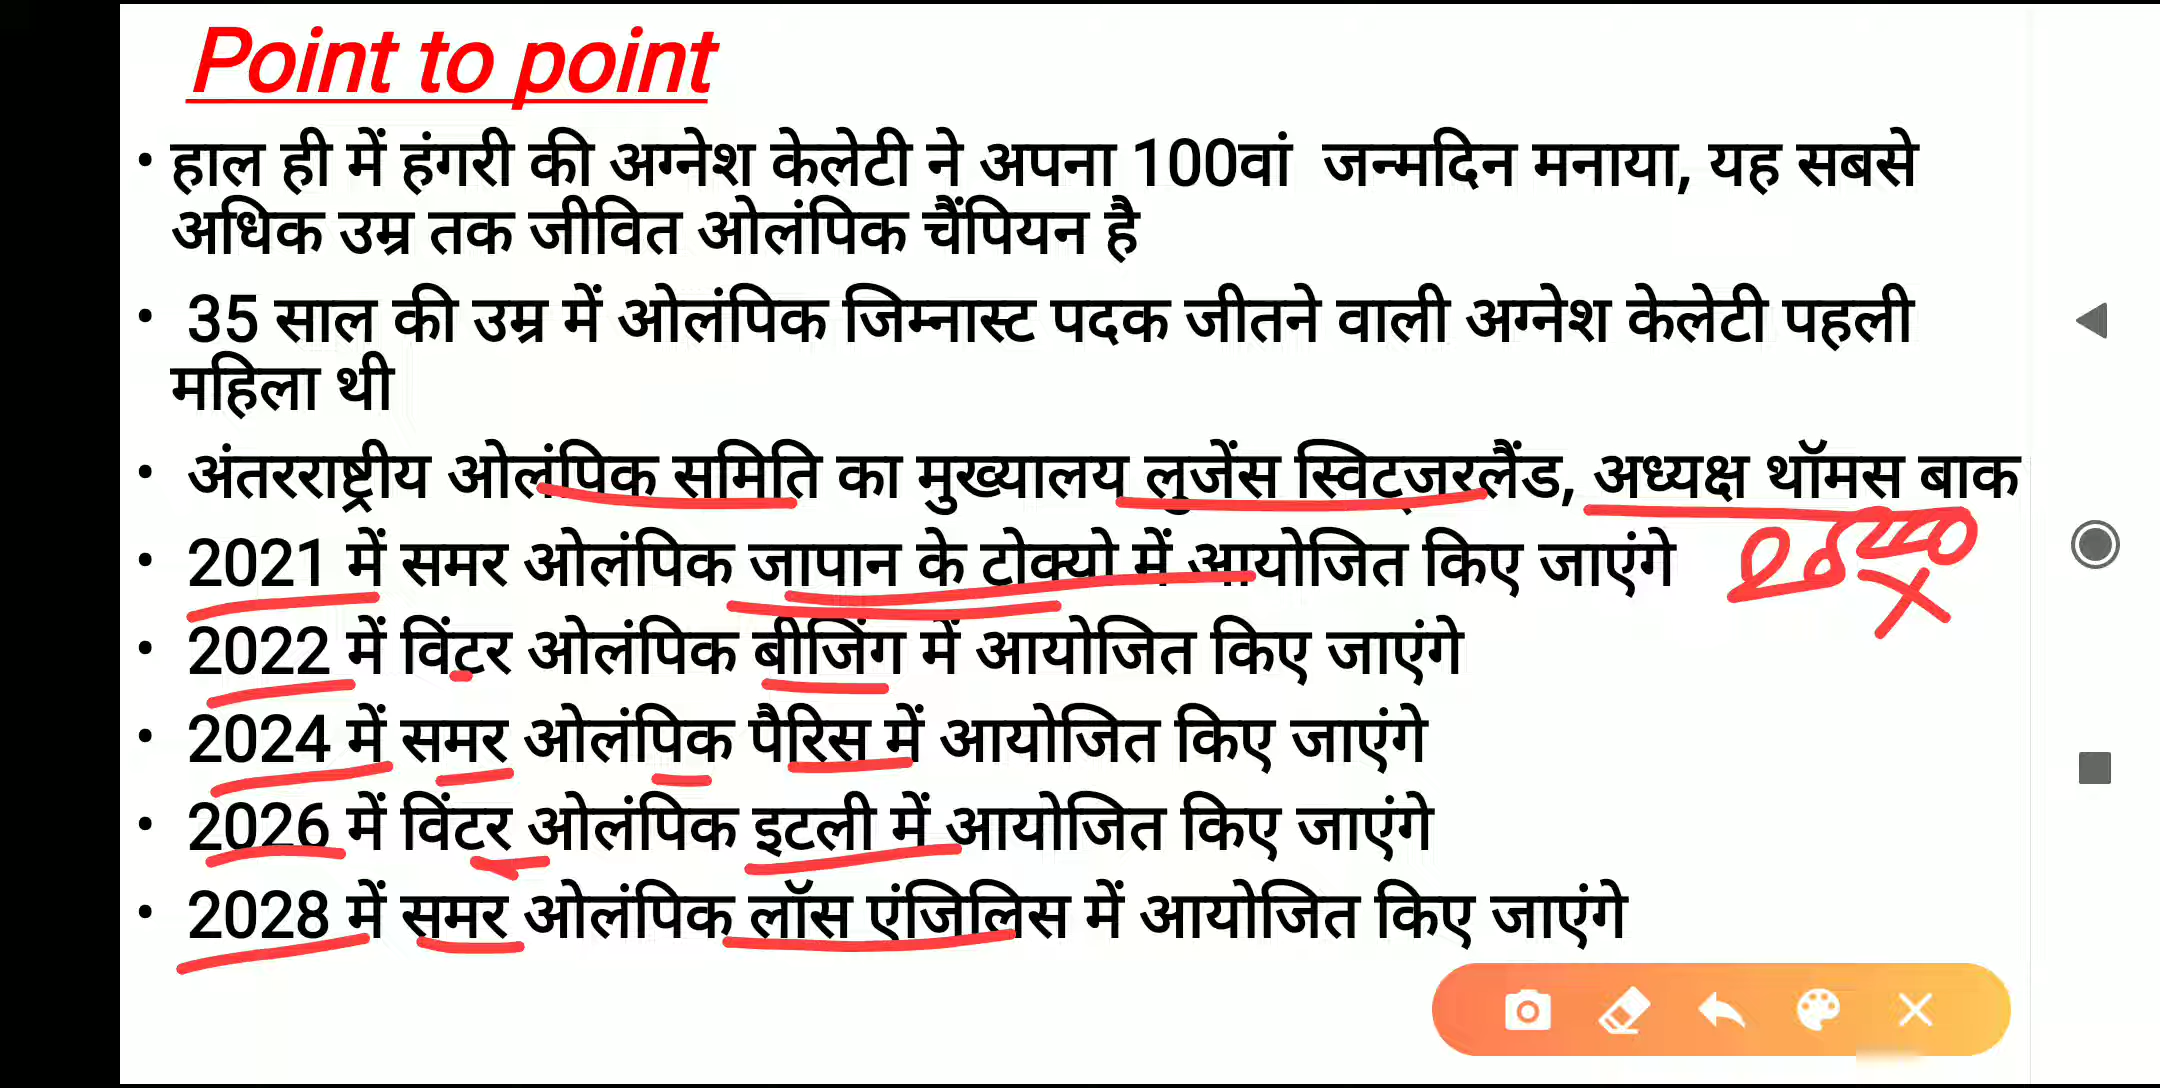 Point to point
• हाल ही में हंगरी की अग्नेश केलेटी ने अपना 100वां जन्मदिन मनाया, यह सबसे
अधिक उम्र तक जीवित ओलंपिक चैंपियन है
• 35 साल की उम्र में ओलंपिक जिम्नास्ट पदक जीतने वाली अग्नेश केलेटी पहली
महिला थी
• अंतरराष्ट्रीय ओलंपिक समिति का मुख्यालय लुजेंस स्विट्जरलैंड, अध्यक्ष थॉमस बाक
• 2021 में समर ओलंपिक जापान के टोक्यो में आयोजित किए जाएंगे
• 2022 में विंटर ओलंपिक बीजिंग में आयोजित किए जाएंगे
• 2024 में समर ओलंपिक पैरिस में आयोजित किए जाएंगे
• 2026 में विंटर ओलंपिक इटली में आयोजित किए जाएंगे
• 2028 में समर ओलंपिक लॉस एंजिलिस में आयोजित किए जाएंगे